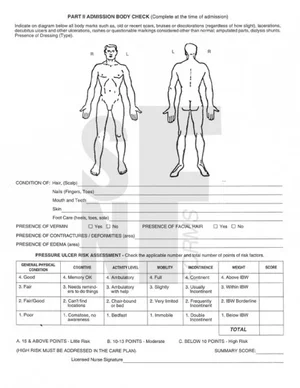 PART II ADMISSION BODY CHECK (Complete at the time of admission)
Indicate on diagram below all body marks such as, old or recent scars, bruises or discolorations (regardless of how slight), lacerations,
decubitus ulcers and other ulcerations, rashes or questionable markings considered other than normal, amputated parts, dialysis shunts.
Presence of Dressing (Type).
R L L R
CONDITION OF: Hair, (Scalp)
Nails (Fingers, Toes)
Mouth and Teeth
Skin
Foot Care (heels, toes, sole)
PRESENCE OF VERMIN Yes No PRESENCE OF FACIAL HAIR Yes No
PRESENCE OF CONTRACTURES / DEFORMITIES (area)
PRESENCE OF EDEMA (area)
PRESSURE ULCER RISK ASSESSMENT - Check the applicable number and total number of points of risk factors.
GENERAL PHYSICAL CONDITION COGNITIVE ACTIVITY LEVEL MOBILITY INCONTINENCE WEIGHT SCORE
4. Good 4. Memory OK 4. Ambulatory 4. Full 4. Continent 4. Above IBW
3. Fair 3. Needs remind-ers to do things 3. Ambulatory with help 3. Slightly 3. Usually Incontinent 3. Within IBW
2. Fair/Good 2. Can't find locations 2. Chair-bound or bed 2. Very limited 2. Frequently Incontinent 2. IBW Borderline
1. Poor 1. Comatose, no awareness 1. Bedfast 1. Immobile 1. Double Incontinent 1. Below IBW
TOTAL
A. 16 & ABOVE POINTS - Little Risk B. 10-13 POINTS - Moderate C. BELOW 10 POINTS - High Risk
(HIGH RISK MUST BE ADDRESSED IN THE CARE PLAN) SUMMARY SCORE:
Licensed Nurse Signature